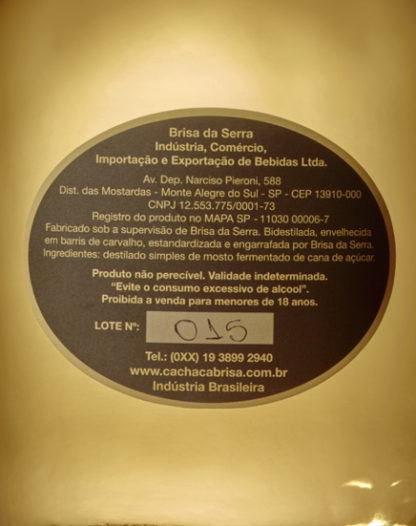 Brisa da Serra
Indústria, Comércio,
Importação e Exportação de Bebidas Ltda.
Av. Dep. Narciso Pieroni, 588
Dist. das Mostardas - Monte Alegre do Sul - SP - CEP 13910-000
CNPJ 12.553.775/0001-73
Registro do produto no MAPA SP - 11030 00006-7
Fabricado sob a supervisão de Brisa da Serra. Bidestilada, envelhecida
em barris de carvalho, estandardizada e engarrafada por Brisa da Serra.
Ingredientes: destilado simples de mosto fermentado de cana de açúcar.
Produto não perecível. Validade indeterminada.
"Evite o consumo excessivo de alcool".
Proibida a venda para menores de 18 anos.
LOTE Nº: 015
Tel.: (0XX) 19 3899 2940
www.cachacabrisa.com.br
Indústria Brasileira